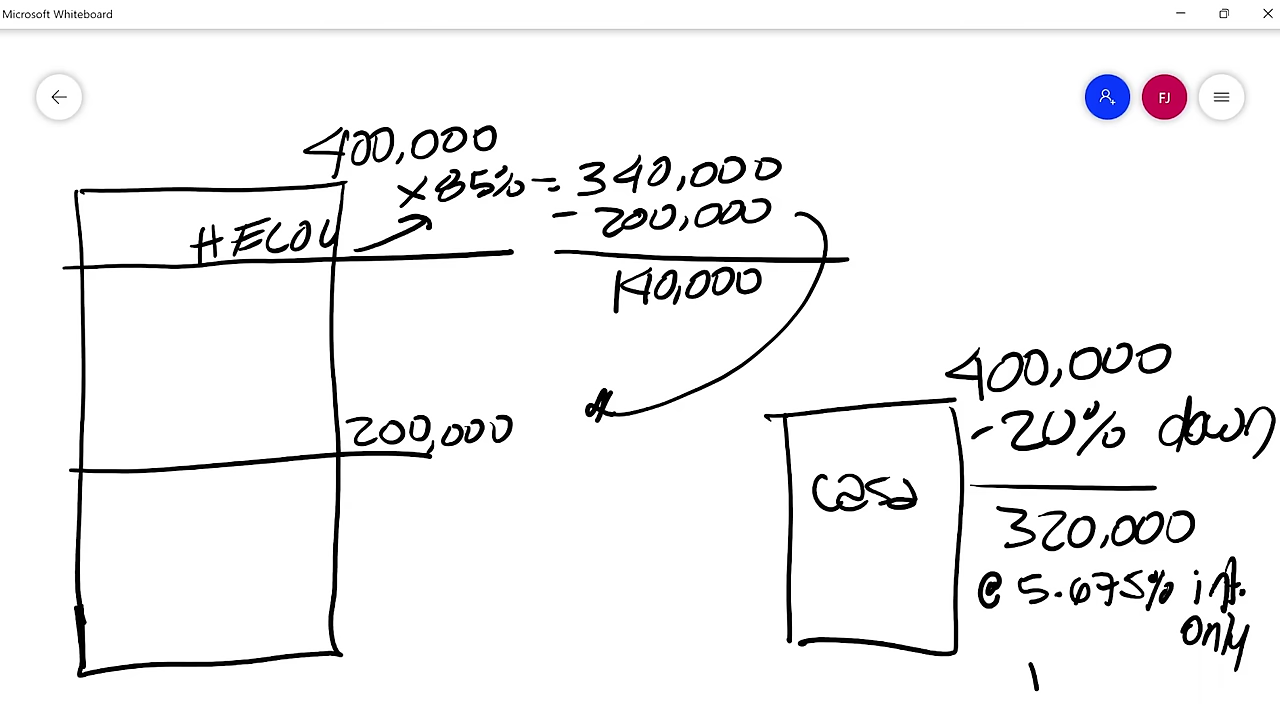 Microsoft Whiteboard
FJ
400,000
x 85% = 340,000
- 200,000
HELOC
140,000
200,000
400,000
- 20% down
casa
320,000
@ 5.675% int.
only